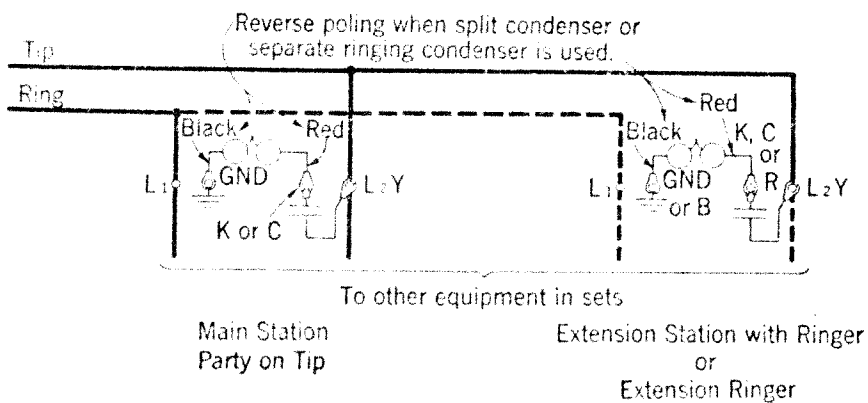 Reverse poling when split condenser or
separate ringing condenser is used.
Tip
Ring
Black
Red
L1
GND
K or C
L2Y
Red
Black
K, C
or
R
L1
GND
or B
L2Y
To other equipment in sets
Main Station
Party on Tip
Extension Station with Ringer
or
Extension Ringer